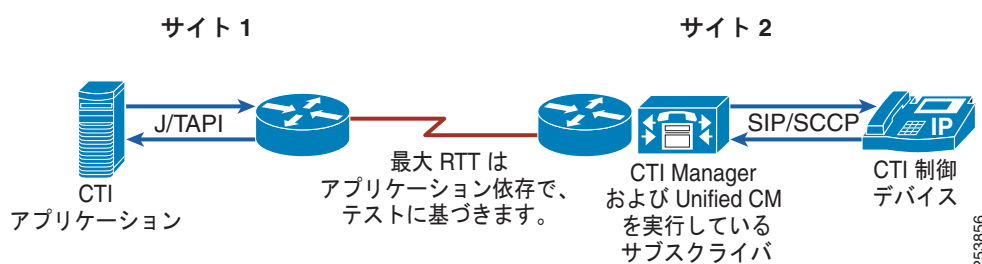 サイト 1
サイト 2
J/TAPI
SIP/SCCP
IP
CTI
アプリケーション
最大 RTT は
アプリケーション依存で、
テストに基づきます。
CTI Manager
および Unified CM
を実行している
サブスクライバ
CTI 制御
デバイス
253856